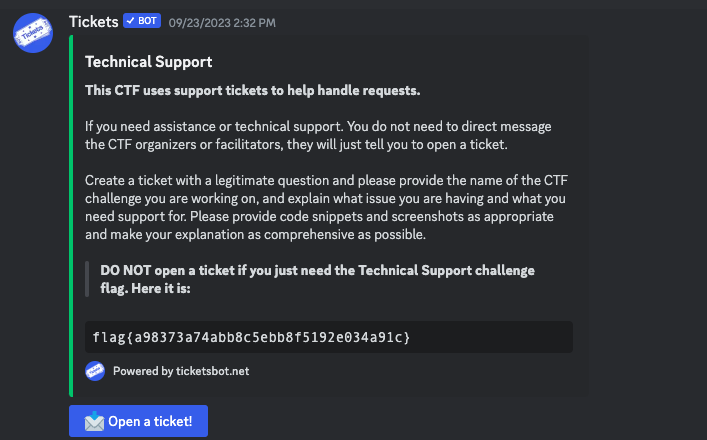 Tickets ✓ BOT 09/23/2023 2:32 PM
Technical Support
This CTF uses support tickets to help handle requests.
If you need assistance or technical support. You do not need to direct message
the CTF organizers or facilitators, they will just tell you to open a ticket.
Create a ticket with a legitimate question and please provide the name of the CTF
challenge you are working on, and explain what issue you are having and what you
need support for. Please provide code snippets and screenshots as appropriate
and make your explanation as comprehensive as possible.
DO NOT open a ticket if you just need the Technical Support challenge
flag. Here it is:
flag{a98373a74abb8c5ebb8f5192e034a91c}
Powered by ticketsbot.net
Open a ticket!